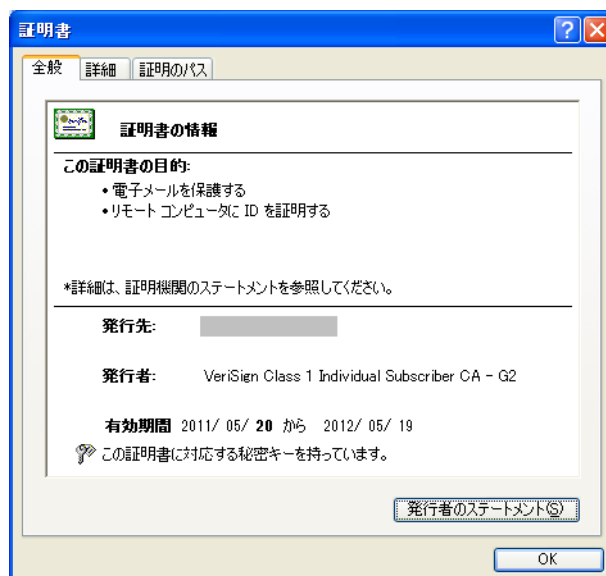 証明書
全般 詳細 証明のパス
証明書の情報
この証明書の目的:
• 電子メールを保護する
• リモート コンピュータに ID を証明する
*詳細は、証明機関のステートメントを参照してください。
発行先:
発行者: VeriSign Class 1 Individual Subscriber CA - G2
有効期間 2011/ 05/ 20 から 2012/ 05/ 19
この証明書に対応する秘密キーを持っています。
発行者のステートメント(S)
OK